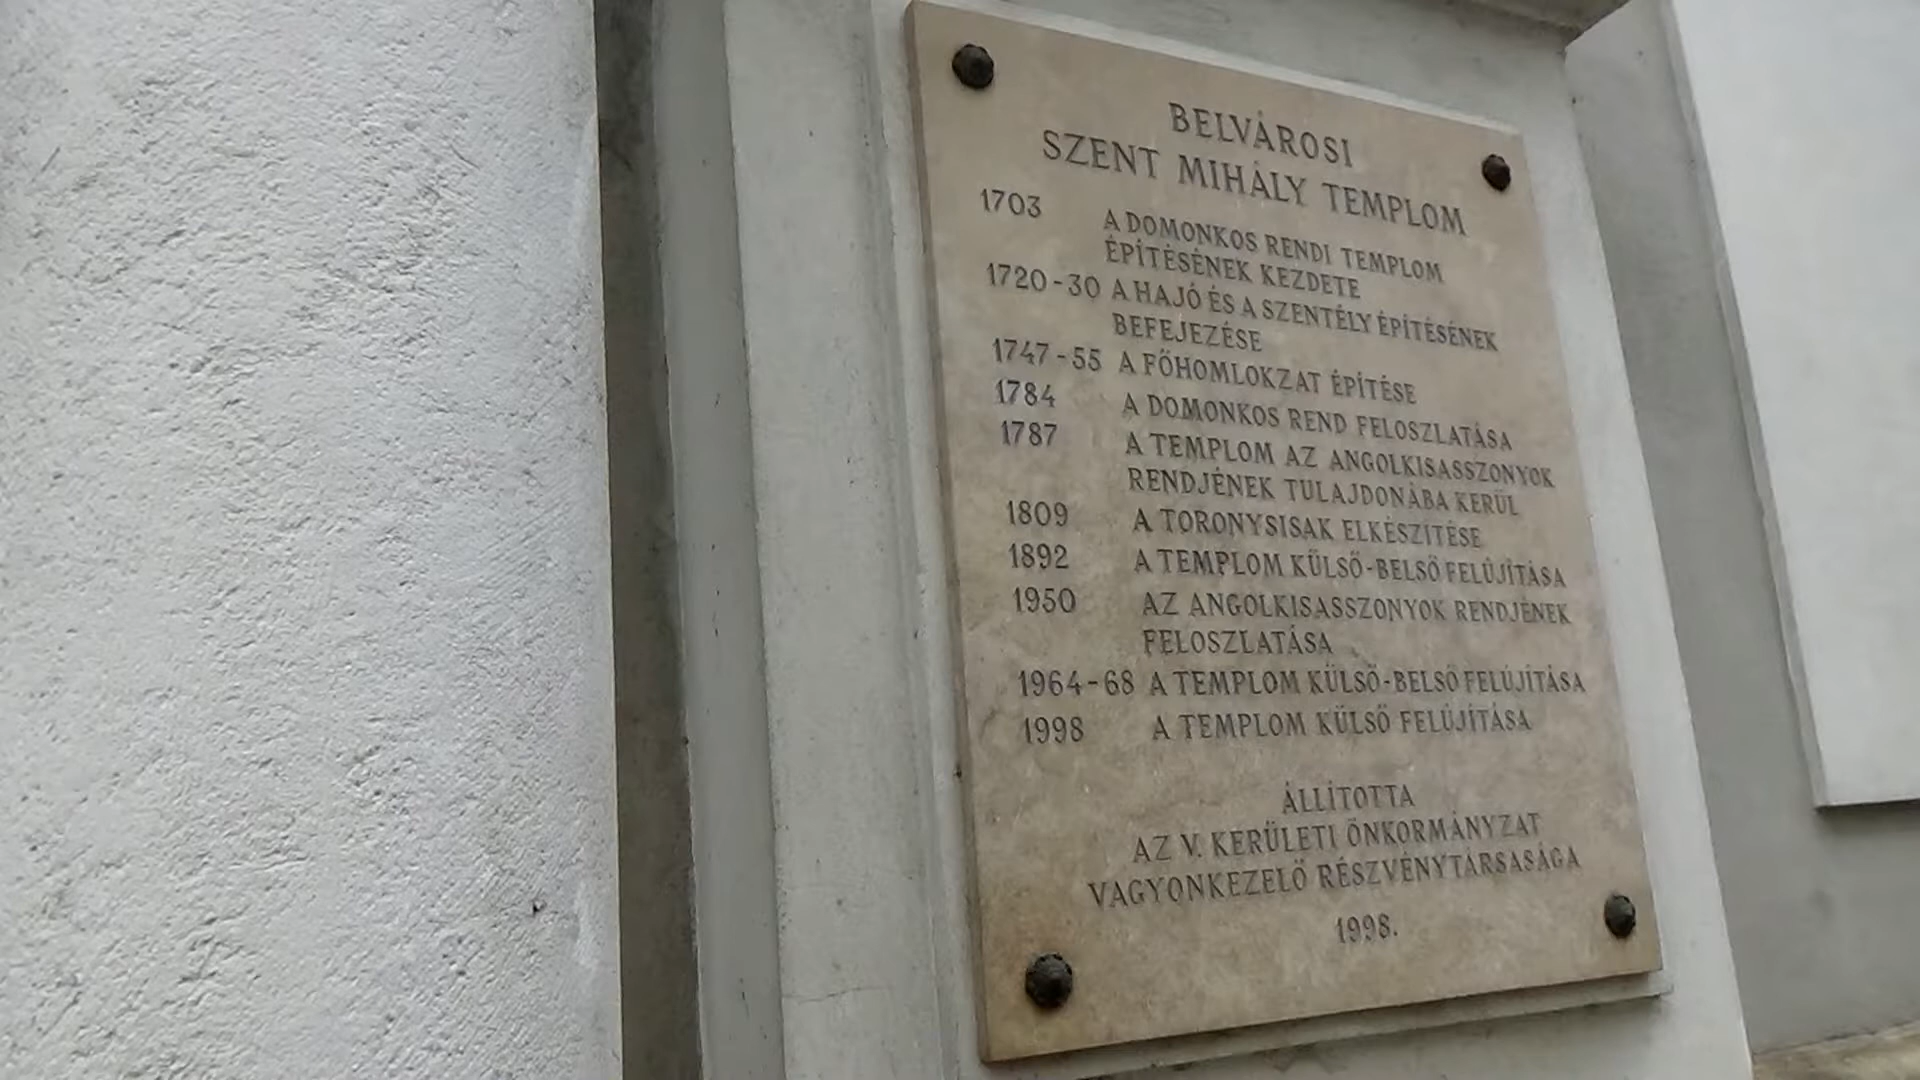 BELVÁROSI
SZENT MIHÁLY TEMPLOM
1703 A DOMONKOS RENDI TEMPLOM
ÉPÍTÉSÉNEK KEZDETE
1720-30 A HAJÓ ÉS A SZENTÉLY ÉPÍTÉSÉNEK
BEFEJEZÉSE
1747-55 A FŐHOMLOKZAT ÉPÍTÉSE
1784 A DOMONKOS REND FELOSZLATÁSA
1787 A TEMPLOM AZ ANGOLKISASSZONYOK
RENDJÉNEK TULAJDONÁBA KERÜL
1809 A TORONYSISAK ELKÉSZÍTÉSE
1892 A TEMPLOM KÜLSŐ-BELSŐ FELÚJÍTÁSA
1950 AZ ANGOLKISASSZONYOK RENDJÉNEK
FELOSZLATÁSA
1964-68 A TEMPLOM KÜLSŐ-BELSŐ FELÚJÍTÁSA
1998 A TEMPLOM KÜLSŐ FELÚJÍTÁSA
ÁLLÍTOTTA
AZ V. KERÜLETI ÖNKORMÁNYZAT
VAGYONKEZELŐ RÉSZVÉNYTÁRSASÁGA
1998.